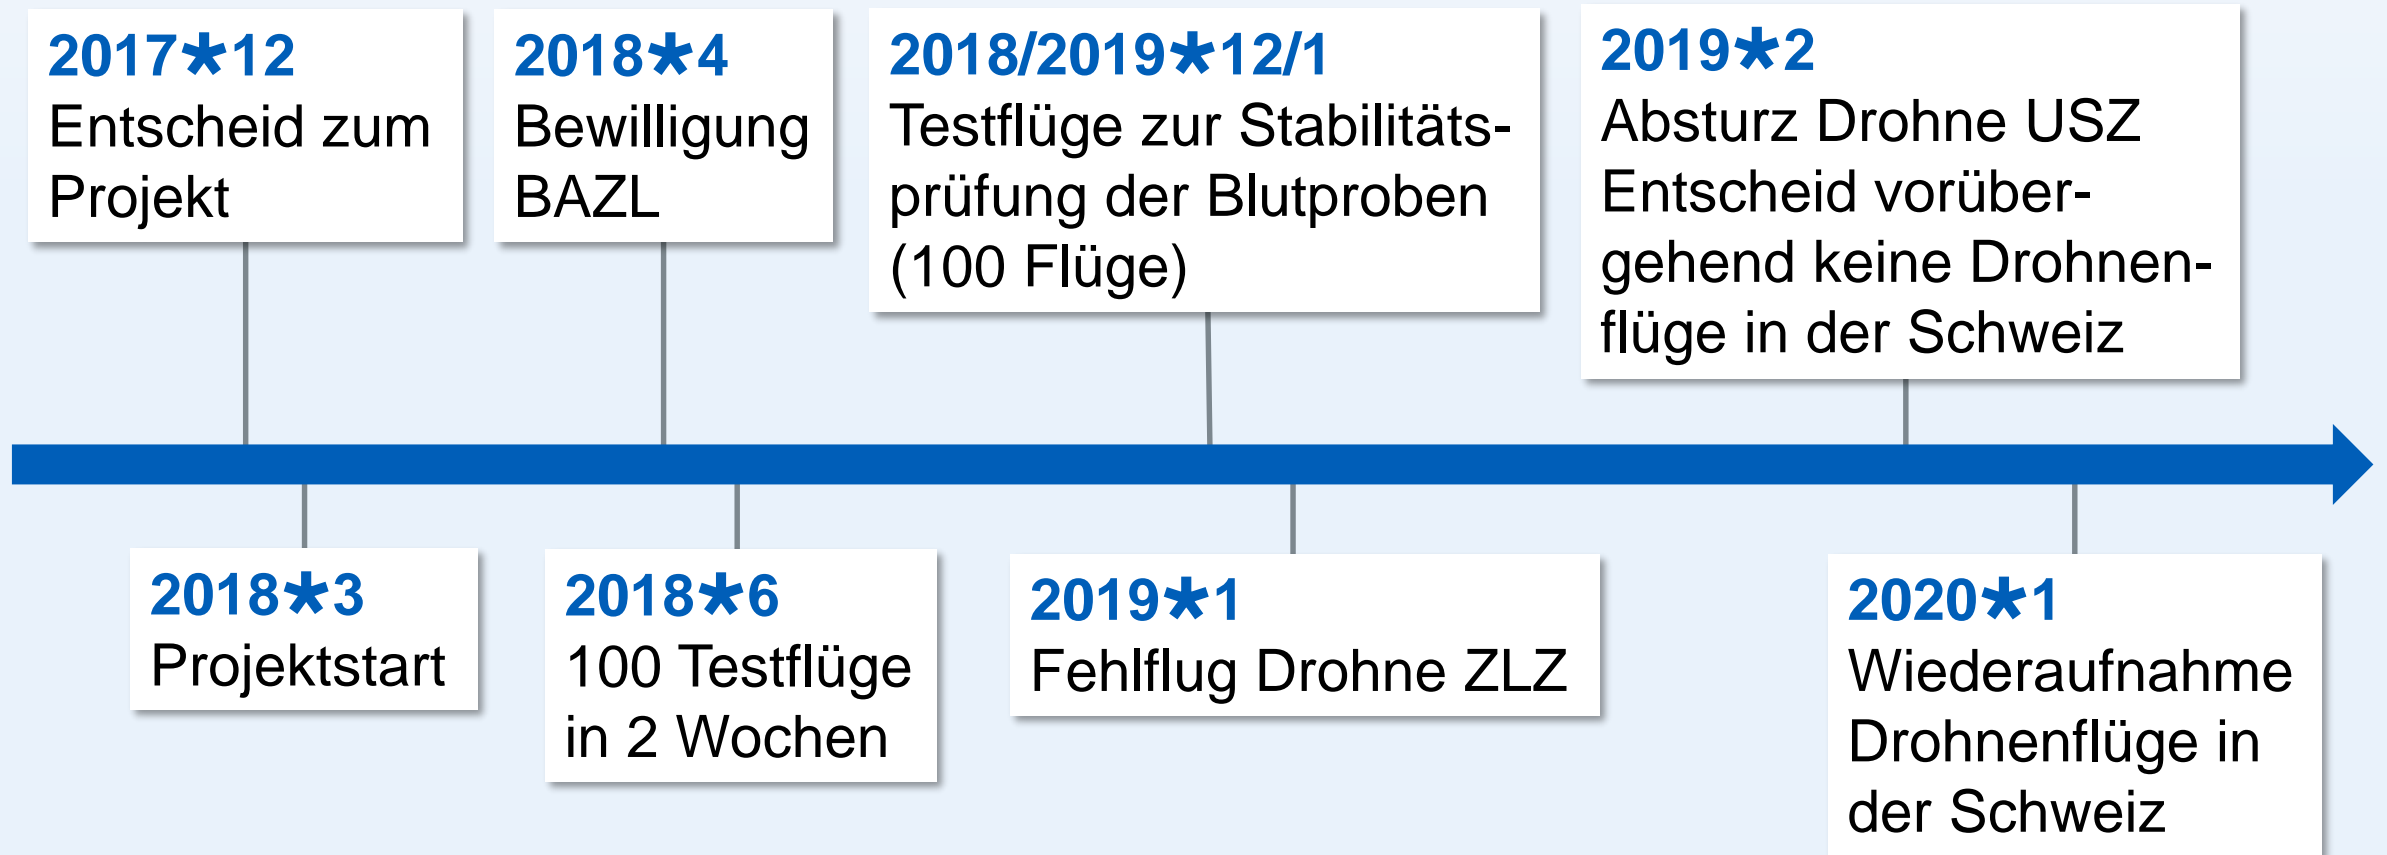 2017*12
Entscheid zum
Projekt
2018*4
Bewilligung
BAZL
2018/2019*12/1
Testflüge zur Stabilitäts-
prüfung der Blutproben
(100 Flüge)
2019*2
Absturz Drohne USZ
Entscheid vorüber-
gehend keine Drohnen-
flüge in der Schweiz
2018*3
Projektstart
2018*6
100 Testflüge
in 2 Wochen
2019*1
Fehlflug Drohne ZLZ
2020*1
Wiederaufnahme
Drohnenflüge in
der Schweiz